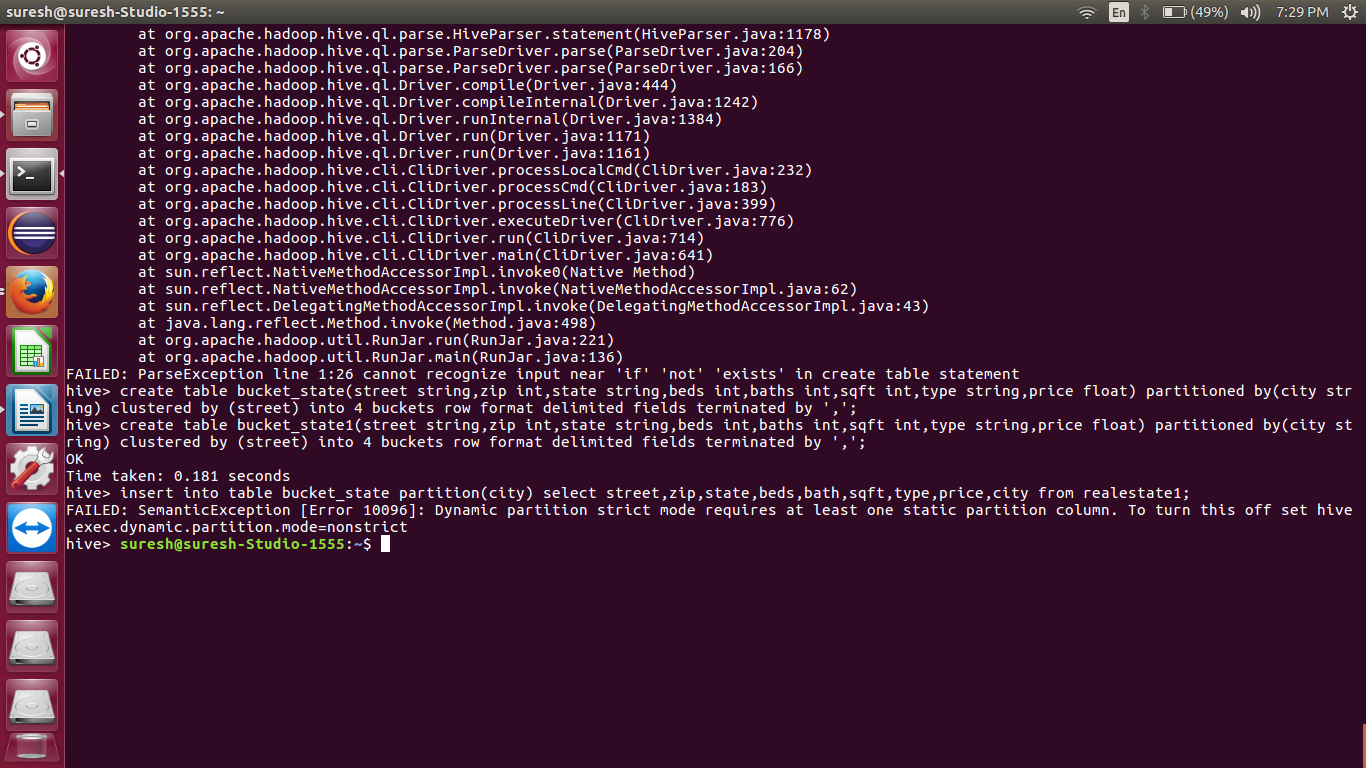 suresh@suresh-Studio-1555: ~
En
(49%)
7:29 PM
at org.apache.hadoop.hive.ql.parse.HiveParser.statement(HiveParser.java:1178)
at org.apache.hadoop.hive.ql.parse.ParseDriver.parse(ParseDriver.java:204)
at org.apache.hadoop.hive.ql.parse.ParseDriver.parse(ParseDriver.java:166)
at org.apache.hadoop.hive.ql.Driver.compile(Driver.java:444)
at org.apache.hadoop.hive.ql.Driver.compileInternal(Driver.java:1242)
at org.apache.hadoop.hive.ql.Driver.runInternal(Driver.java:1384)
at org.apache.hadoop.hive.ql.Driver.run(Driver.java:1171)
at org.apache.hadoop.hive.ql.Driver.run(Driver.java:1161)
at org.apache.hadoop.hive.cli.CliDriver.processLocalCmd(CliDriver.java:232)
at org.apache.hadoop.hive.cli.CliDriver.processCmd(CliDriver.java:183)
at org.apache.hadoop.hive.cli.CliDriver.processLine(CliDriver.java:399)
at org.apache.hadoop.hive.cli.CliDriver.executeDriver(CliDriver.java:776)
at org.apache.hadoop.hive.cli.CliDriver.run(CliDriver.java:714)
at org.apache.hadoop.hive.cli.CliDriver.main(CliDriver.java:641)
at sun.reflect.NativeMethodAccessorImpl.invoke0(Native Method)
at sun.reflect.NativeMethodAccessorImpl.invoke(NativeMethodAccessorImpl.java:62)
at sun.reflect.DelegatingMethodAccessorImpl.invoke(DelegatingMethodAccessorImpl.java:43)
at java.lang.reflect.Method.invoke(Method.java:498)
at org.apache.hadoop.util.RunJar.run(RunJar.java:221)
at org.apache.hadoop.util.RunJar.main(RunJar.java:136)
FAILED: ParseException line 1:26 cannot recognize input near 'if' 'not' 'exists' in create table statement
hive> create table bucket_state(street string,zip int,state string,beds int,baths int,sqft int,type string,price float) partitioned by(city str
ing) clustered by (street) into 4 buckets row format delimited fields terminated by ',';
hive> create table bucket_state1(street string,zip int,state string,beds int,baths int,sqft int,type string,price float) partitioned by(city st
ring) clustered by (street) into 4 buckets row format delimited fields terminated by ',';
OK
Time taken: 0.181 seconds
hive> insert into table bucket_state partition(city) select street,zip,state,beds,bath,sqft,type,price,city from realestate1;
FAILED: SemanticException [Error 10096]: Dynamic partition strict mode requires at least one static partition column. To turn this off set hive
.exec.dynamic.partition.mode=nonstrict
hive> suresh@suresh-Studio-1555:~$